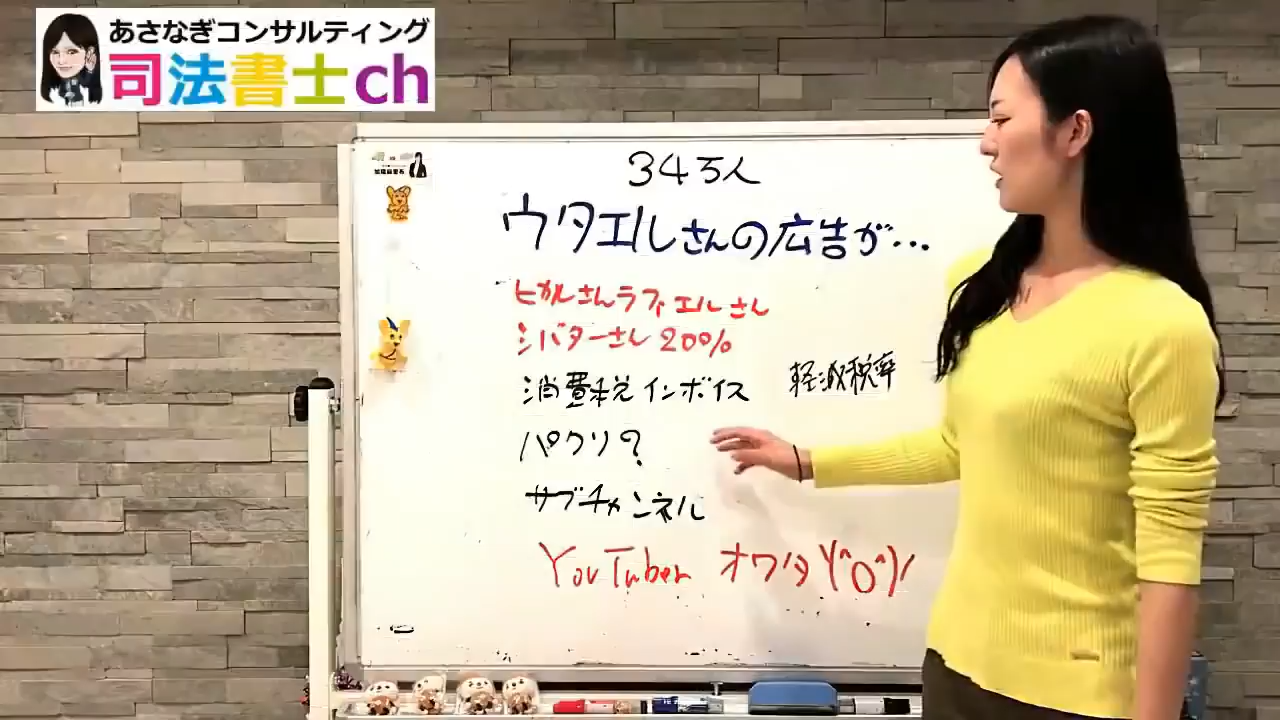 あさなぎコンサルティング
司法書士ch
34万人
ウタエルさんの広告が…
ヒカルさんラファエルさん
シバターさん 200%
消費税インボイス 軽減税率
パクリ?
サブチャンネル
YouTuber オワタ\(^o^)/